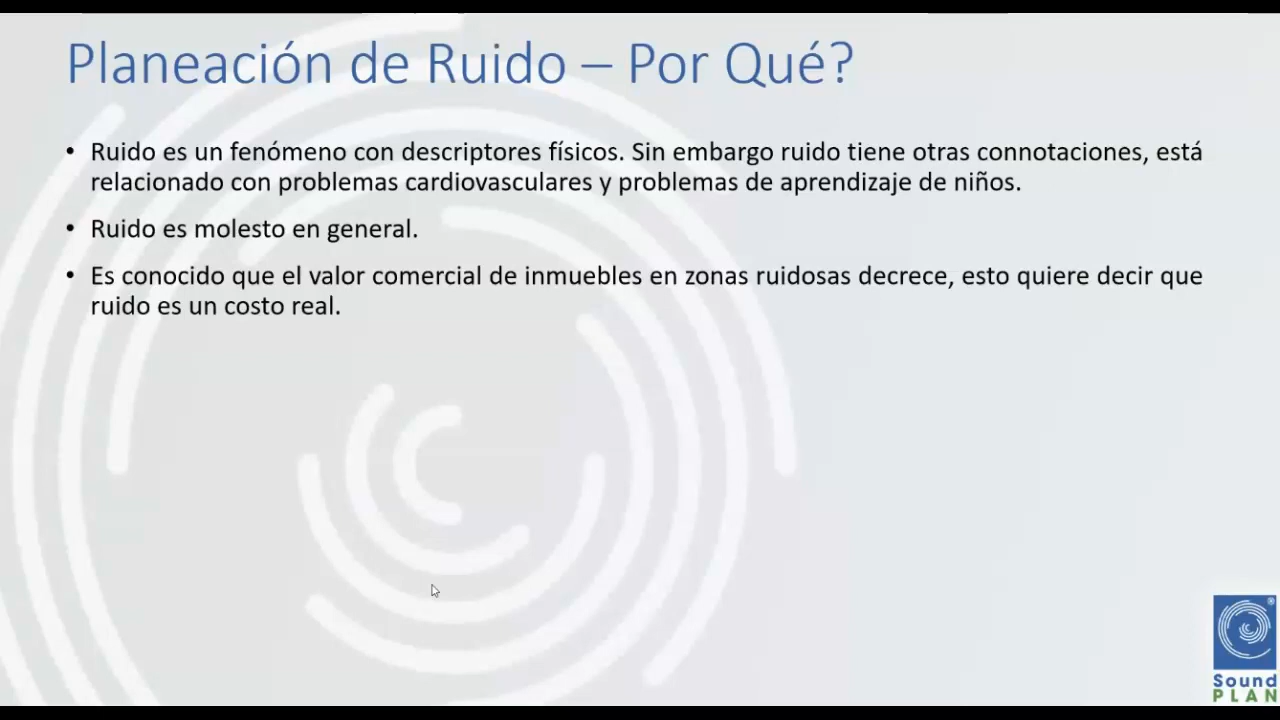 Planeación de Ruido – Por Qué?
• Ruido es un fenómeno con descriptores físicos. Sin embargo ruido tiene otras connotaciones, está
relacionado con problemas cardiovasculares y problemas de aprendizaje de niños.
• Ruido es molesto en general.
• Es conocido que el valor comercial de inmuebles en zonas ruidosas decrece, esto quiere decir que
ruido es un costo real.
®
Sound
PLAN